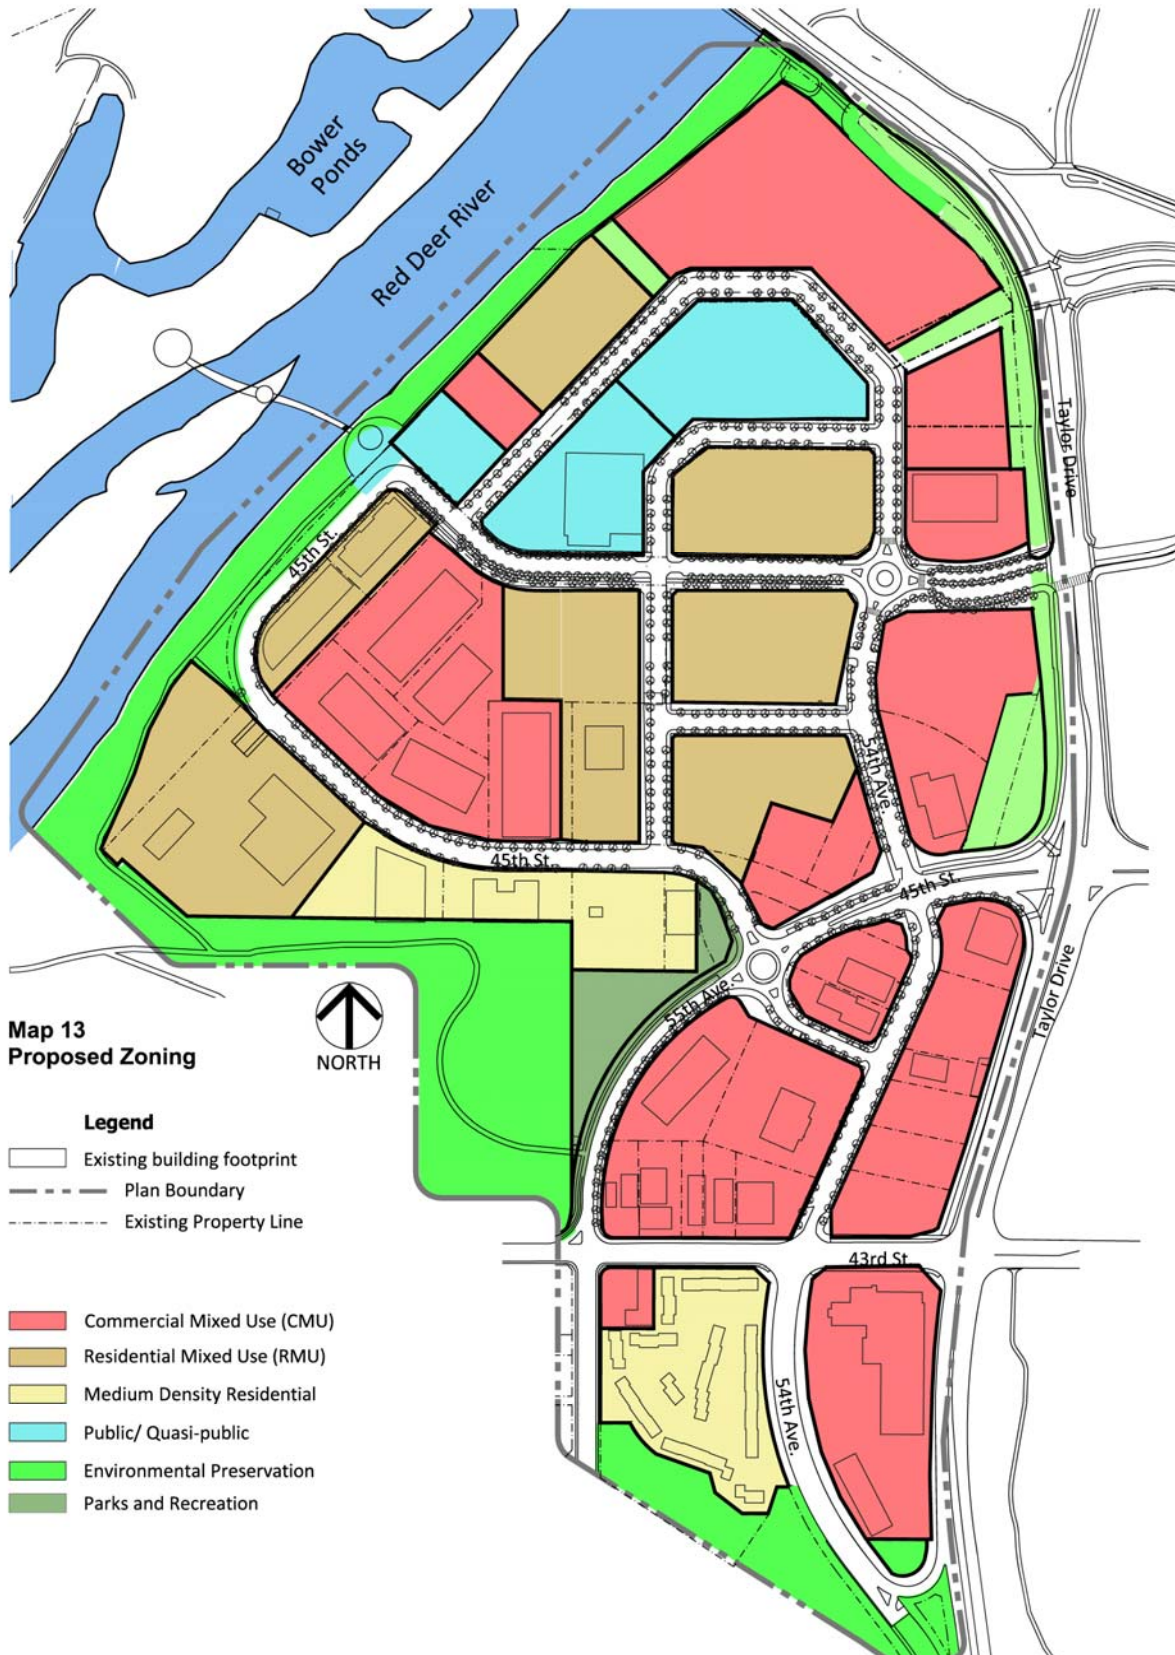 Bower
Ponds
Red Deer River
Taylor Drive
45th St.
54th Ave.
45th St.
45th St.
55th Ave.
Taylor Drive
Map 13
Proposed Zoning
NORTH
Legend
Existing building footprint
Plan Boundary
Existing Property Line
43rd St.
54th Ave.
Commercial Mixed Use (CMU)
Residential Mixed Use (RMU)
Medium Density Residential
Public/ Quasi-public
Environmental Preservation
Parks and Recreation